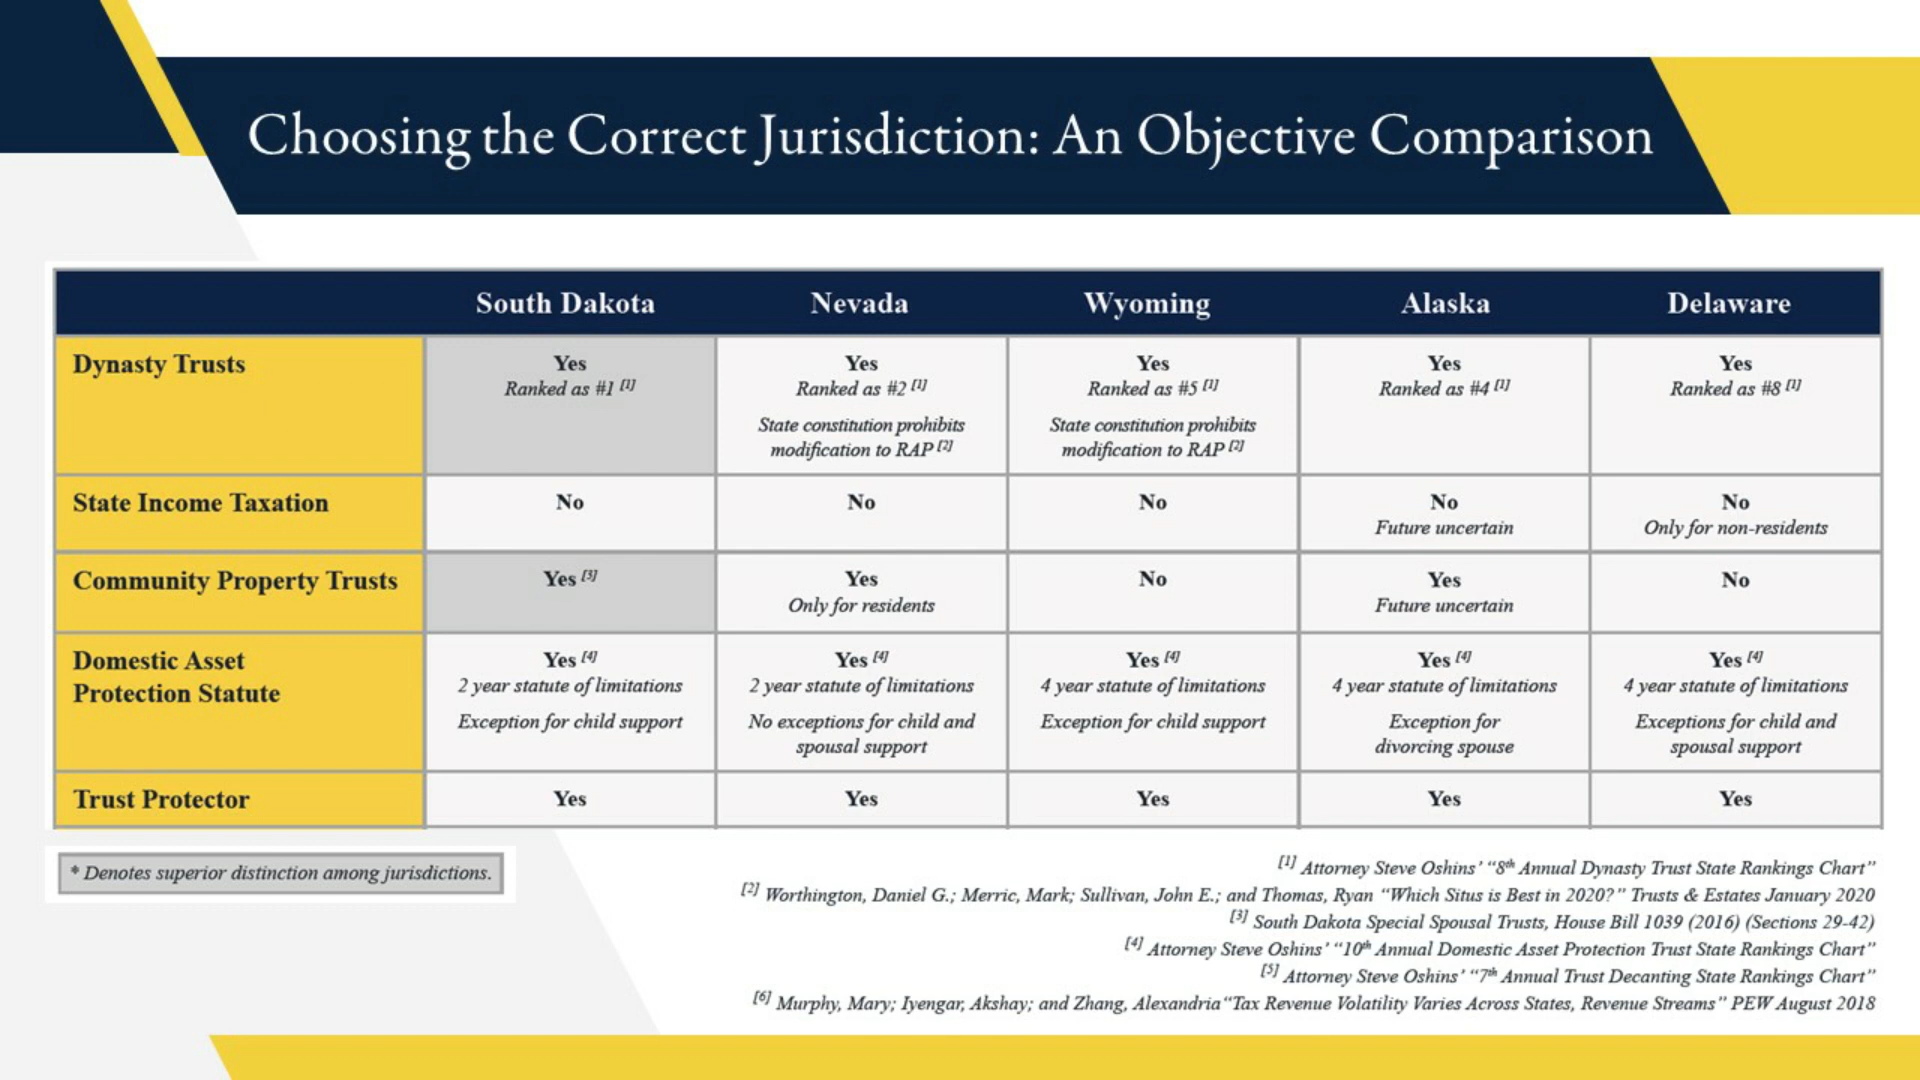 Choosing the Correct Jurisdiction: An Objective Comparison
South Dakota Nevada Wyoming Alaska Delaware
Dynasty Trusts
Yes
Ranked as #1 [1]
Yes
Ranked as #2 [1]
State constitution prohibits
modification to RAP [2]
Yes
Ranked as #5 [1]
State constitution prohibits
modification to RAP [2]
Yes
Ranked as #4 [1]
Yes
Ranked as #8 [1]
State Income Taxation
No
No
No
No
Future uncertain
No
Only for non-residents
Community Property Trusts
Yes [3]
Yes
Only for residents
No
Yes
Future uncertain
No
Domestic Asset
Protection Statute
Yes [4]
2 year statute of limitations
Exception for child support
Yes [4]
2 year statute of limitations
No exceptions for child and
spousal support
Yes [4]
4 year statute of limitations
Exception for child support
Yes [4]
4 year statute of limitations
Exception for
divorcing spouse
Yes [4]
4 year statute of limitations
Exceptions for child and
spousal support
Trust Protector
Yes
Yes
Yes
Yes
Yes
* Denotes superior distinction among jurisdictions.
[1] Attorney Steve Oshins' "8th Annual Dynasty Trust State Rankings Chart"
[2] Worthington, Daniel G.; Merric, Mark; Sullivan, John E.; and Thomas, Ryan "Which Situs is Best in 2020?" Trusts & Estates January 2020
[3] South Dakota Special Spousal Trusts, House Bill 1039 (2016) (Sections 29-42)
[4] Attorney Steve Oshins' "10th Annual Domestic Asset Protection Trust State Rankings Chart"
[5] Attorney Steve Oshins' "7th Annual Trust Decanting State Rankings Chart"
[6] Murphy, Mary; Iyengar, Akshay; and Zhang, Alexandria "Tax Revenue Volatility Varies Across States, Revenue Streams" PEW August 2018